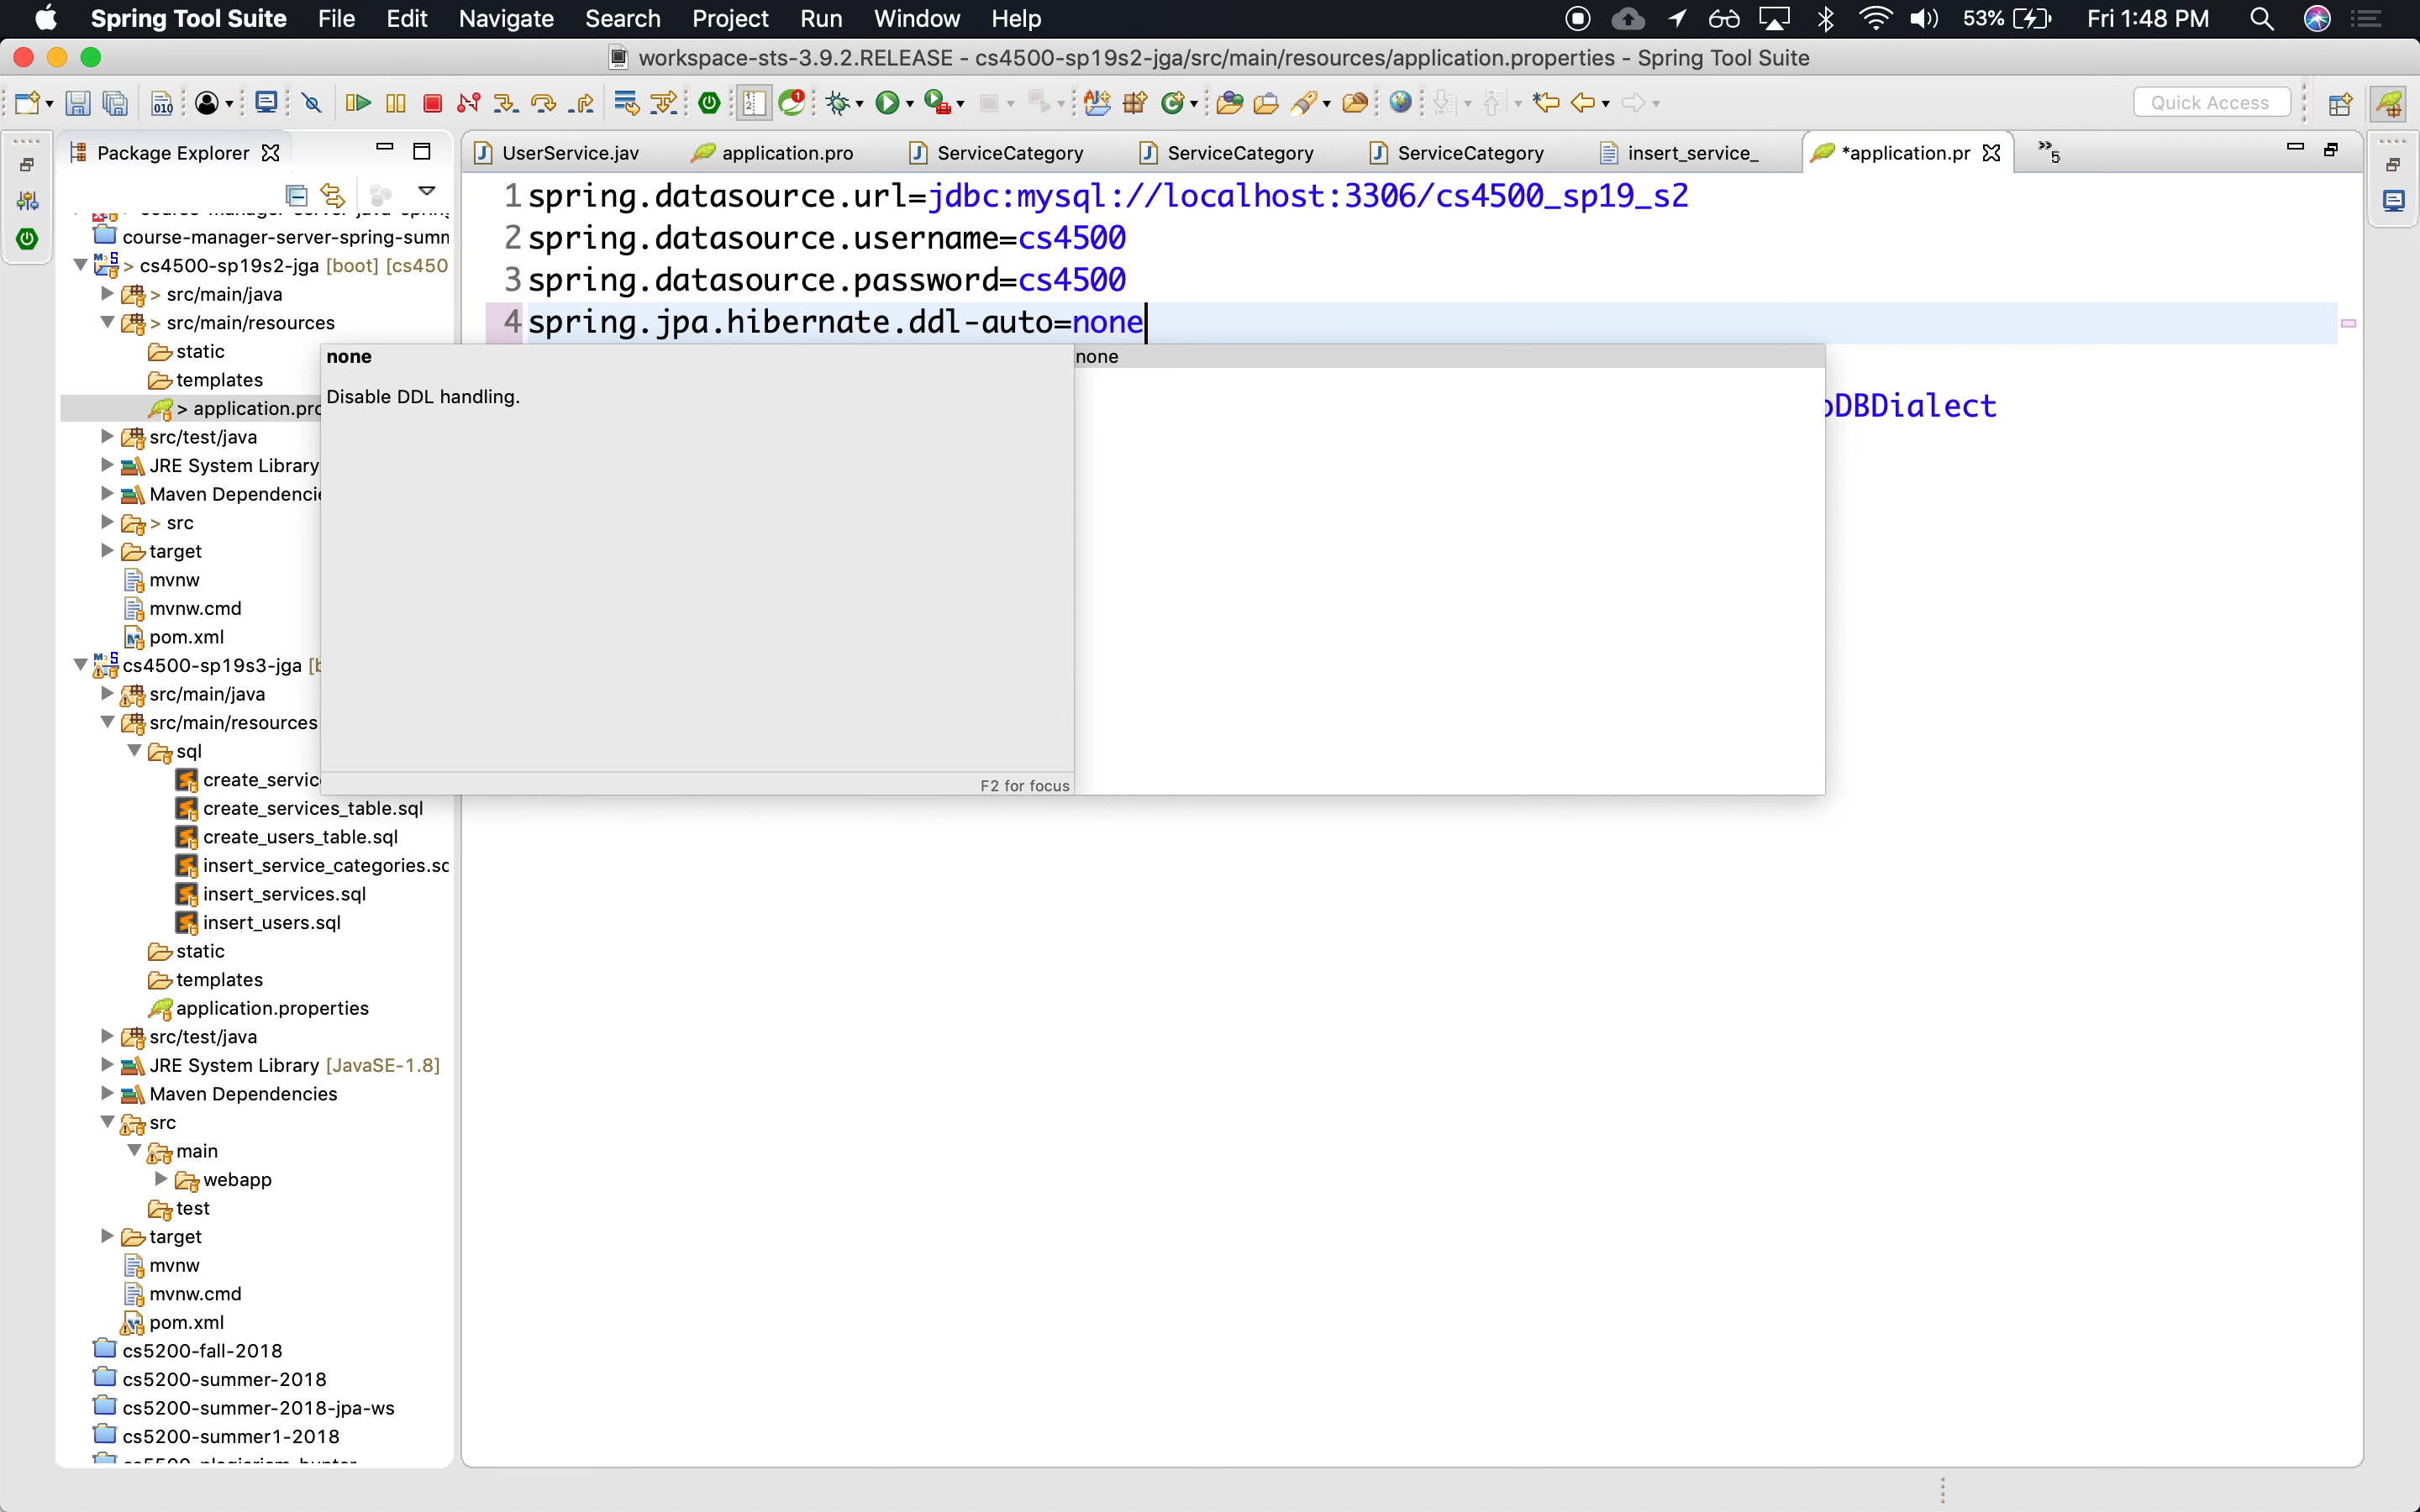 Spring Tool Suite File Edit Navigate Search Project Run Window Help 53% Fri 1:48 PM
workspace-sts-3.9.2.RELEASE - cs4500-sp19s2-jga/src/main/resources/application.properties - Spring Tool Suite
Quick Access
Package Explorer
UserService.jav application.pro ServiceCategory ServiceCategory ServiceCategory insert_service_ *application.pr »5
course-manager-server-spring-sumn
> cs4500-sp19s2-jga [boot] [cs450
> src/main/java
> src/main/resources
static
templates
> application.pro
src/test/java
JRE System Library
Maven Dependencie
> src
target
mvnw
mvnw.cmd
pom.xml
cs4500-sp19s3-jga [b
src/main/java
src/main/resources
sql
create_servic
create_services_table.sql
create_users_table.sql
insert_service_categories.sc
insert_services.sql
insert_users.sql
static
templates
application.properties
src/test/java
JRE System Library [JavaSE-1.8]
Maven Dependencies
src
main
webapp
test
target
mvnw
mvnw.cmd
pom.xml
cs5200-fall-2018
cs5200-summer-2018
cs5200-summer-2018-jpa-ws
cs5200-summer1-2018
1 spring.datasource.url=jdbc:mysql://localhost:3306/cs4500_sp19_s2
2 spring.datasource.username=cs4500
3 spring.datasource.password=cs4500
4 spring.jpa.hibernate.ddl-auto=none
none
Disable DDL handling.
F2 for focus
none
DBDialect